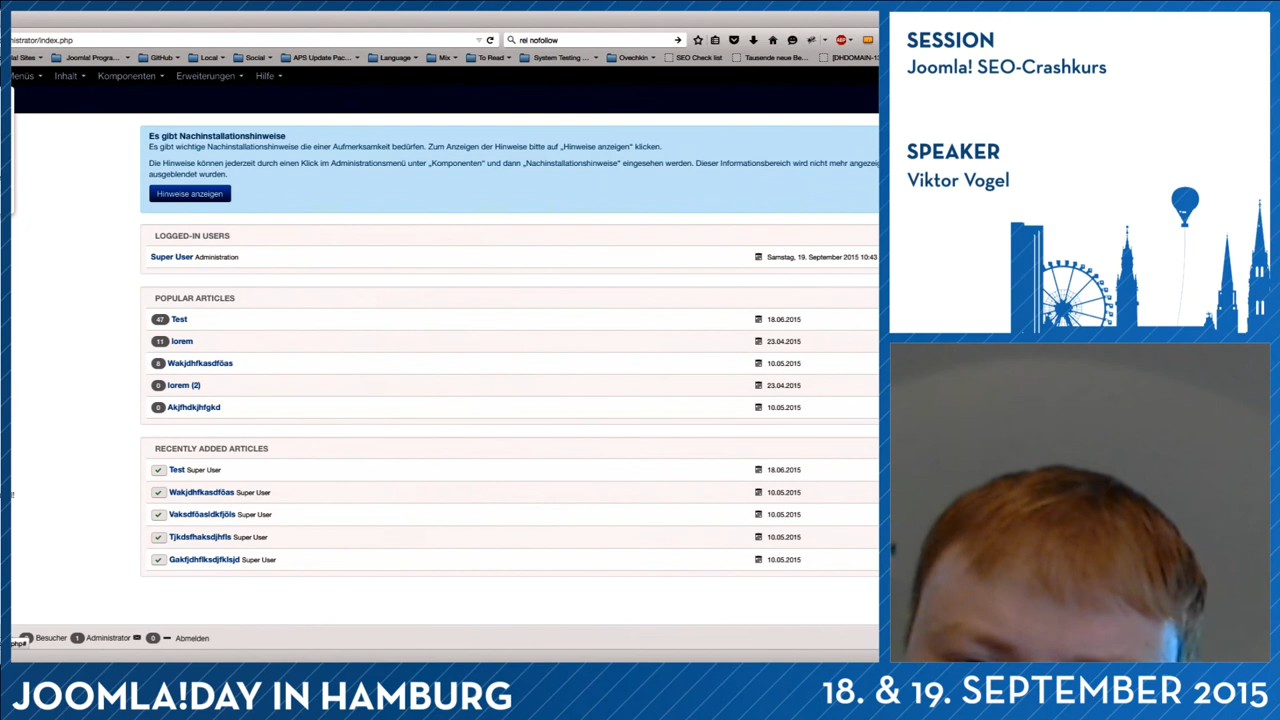 nistrator/index.php
rel nofollow
Joomla! Progra...
GitHub
Local
Social
APS Update Pac...
Language
Mix
To Read
System Testing ...
Ovechkin
SEO Check list
Tausende neue Be...
[DHDOMAIN-13
Inhalt
Komponenten
Erweiterungen
Hilfe
Es gibt Nachinstallationshinweise
Es gibt wichtige Nachinstallationshinweise die einer Aufmerksamkeit bedürfen. Zum Anzeigen der Hinweise bitte auf „Hinweise anzeigen“ klicken.
Die Hinweise können jederzeit durch einen Klick im Administrationsmenü unter „Komponenten“ und dann „Nachinstallationshinweise“ eingesehen werden. Dieser Informationsbereich wird nicht mehr angezeig
ausgeblendet wurden.
Hinweise anzeigen
LOGGED-IN USERS
Super User Administration Samstag, 19. September 2015 10:43
POPULAR ARTICLES
47 Test 18.06.2015
11 lorem 23.04.2015
8 Wakjdhfkasdföas 10.05.2015
0 lorem (2) 23.04.2015
0 Akjfhdkjhfgkd 10.05.2015
RECENTLY ADDED ARTICLES
Test Super User 18.06.2015
Wakjdhfkasdföas Super User 10.05.2015
Vaksdföasldkfjöls Super User 10.05.2015
Tjkdsfhaksdjhfls Super User 10.05.2015
Gakfjdhflksdjfklsjd Super User 10.05.2015
Besucher 1 Administrator 0 Abmelden
php#
SESSION
Joomla! SEO-Crashkurs
SPEAKER
Viktor Vogel
JOOMLA!DAY IN HAMBURG
18. & 19. SEPTEMBER 2015